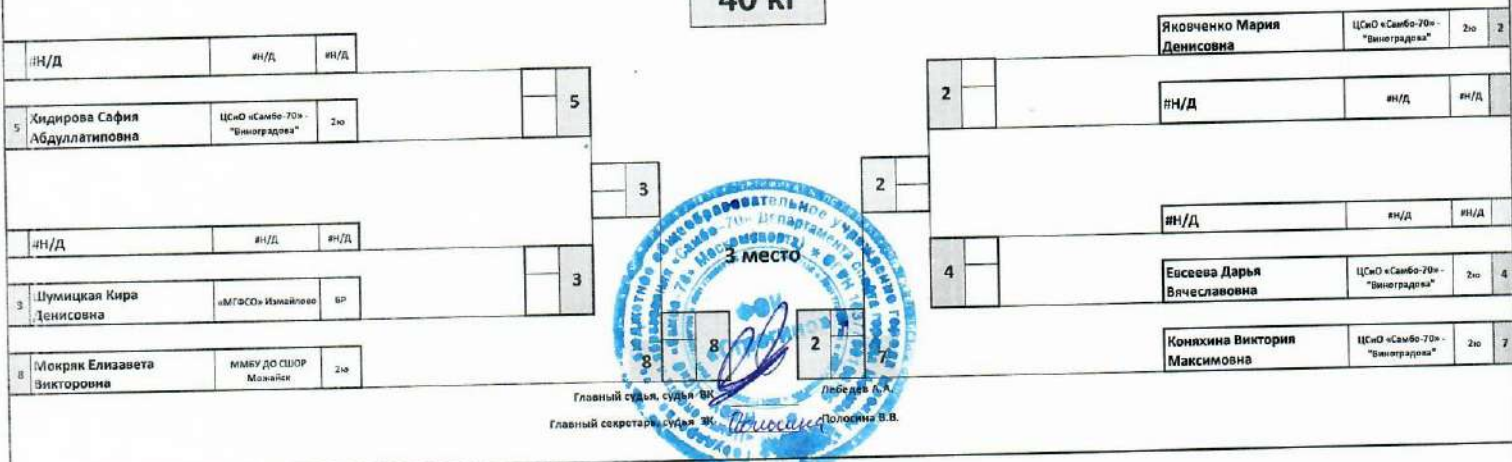 40 кг
#Н/Д #Н/Д #Н/Д
5 Хидирова Сафия Абдуллатиповна ЦСиО «Самбо-70» - "Виноградова" 2ю
5
3
#Н/Д #Н/Д #Н/Д
3 Шумицкая Кира Денисовна «МГФСО» Измайлово БР
3
8 Мокряк Елизавета Викторовна ММБУ ДО СШОР Можайск 2ю
Яковченко Мария Денисовна ЦСиО «Самбо-70» - "Виноградова" 2ю 2
2
#Н/Д #Н/Д #Н/Д
2
#Н/Д #Н/Д #Н/Д
4
Евсеева Дарья Вячеславовна ЦСиО «Самбо-70» - "Виноградова" 2ю 4
Коняхина Виктория Максимовна ЦСиО «Самбо-70» - "Виноградова" 2ю 7
3 место
8 8 2 7
Главный судья, судья ВК Лебедев А.А.
Главный секретарь, судья ЗК Полосина Полосина В.В.